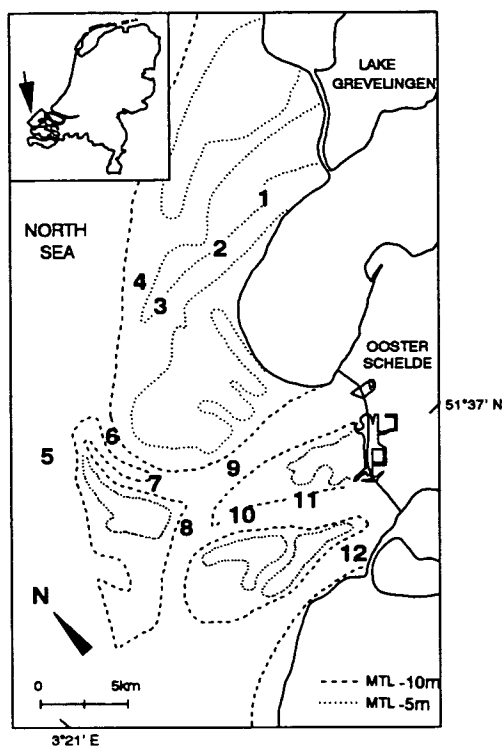 LAKE
GREVELINGEN
NORTH
SEA
1
2
4
3
OOSTER
SCHELDE
51°37' N
5
6
7
9
8
10
11
12
N
0
5km
MTL -10m
MTL -5m
3°21' E